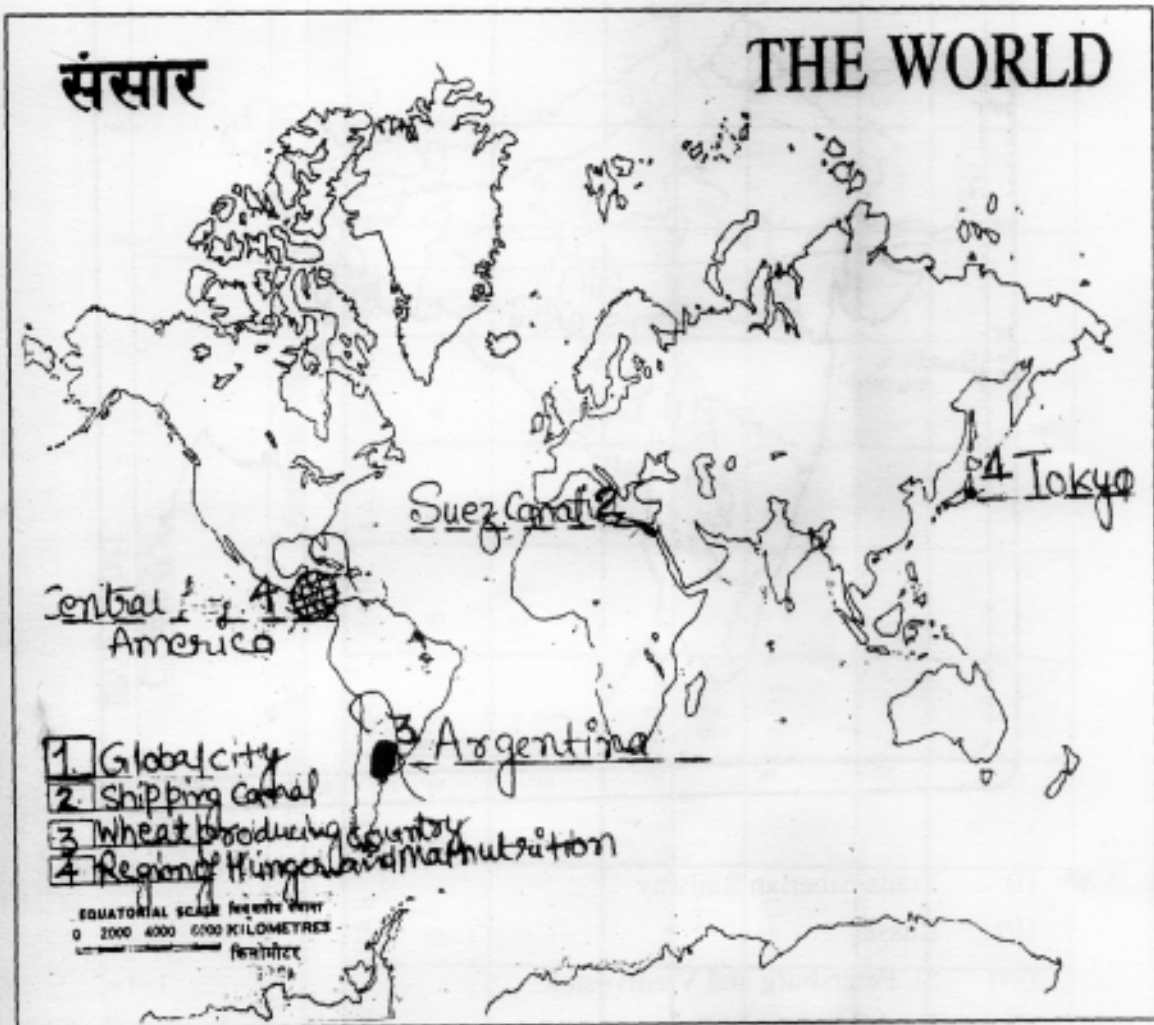 संसार
THE WORLD
1 Tokyo
Suez Canal 2
4
Central
America
3 Argentina
1. Global city
2. Shipping Canal
3 Wheat producing country
4 Region of Hunger and Malnutrition
EQUATORIAL SCALE
0 2000 4000 6000 KILOMETRES
किलोमीटर